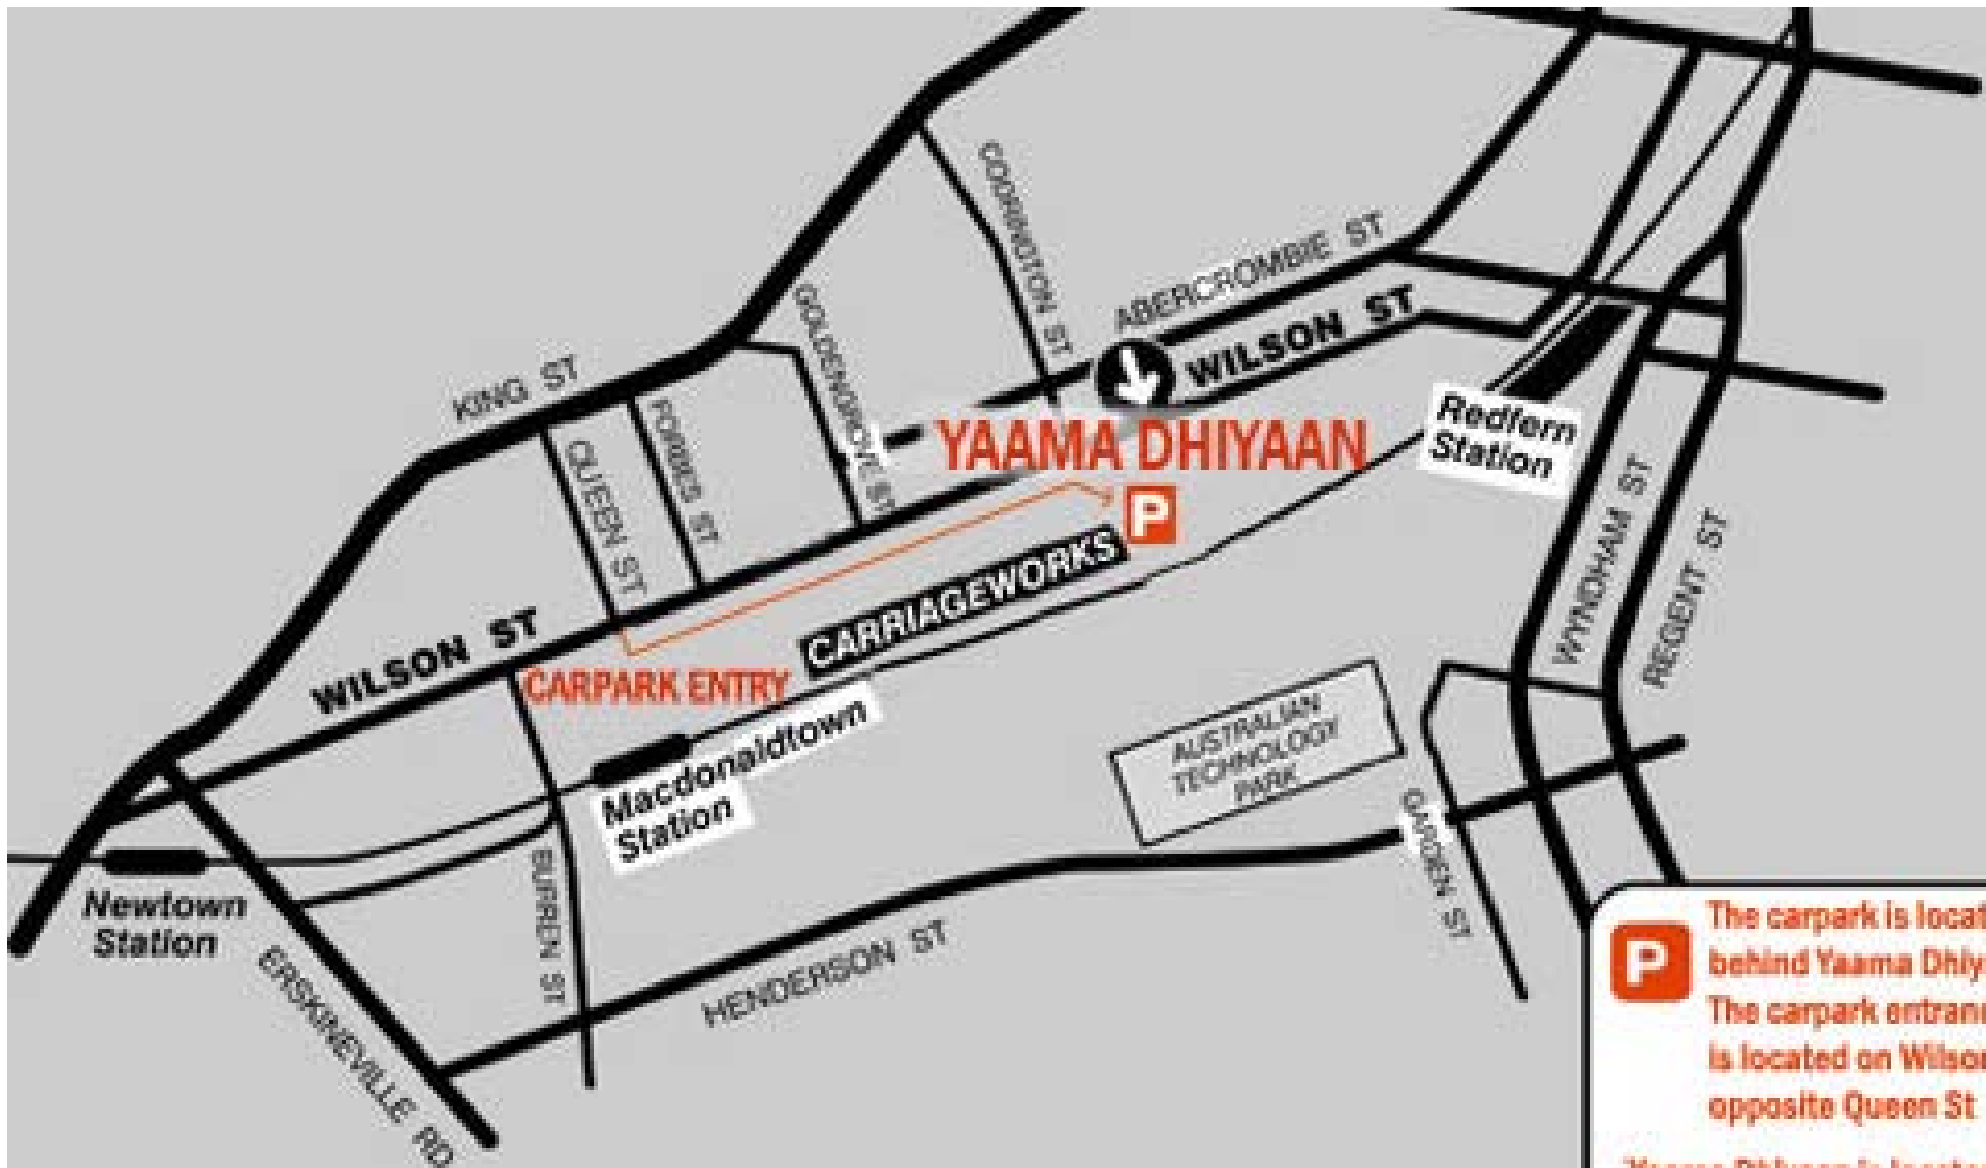 CODRINGTON ST
ABERCROMBIE ST
GOLDENGROVE ST
WILSON ST
KING ST
FORBES ST
QUEEN ST
YAAMA DHIYAAN
P
Redfern
Station
CARRIAGEWORKS
WYNDHAM ST
REGENT ST
WILSON ST
CARPARK ENTRY
Macdonaldtown
Station
AUSTRALIAN
TECHNOLOGY
PARK
GARDEN ST
BURREN ST
Newtown
Station
ERSKINEVILLE RD
HENDERSON ST
P
The carpark is locat
behind Yaama Dhiy
The carpark entran
is located on Wilso
opposite Queen St